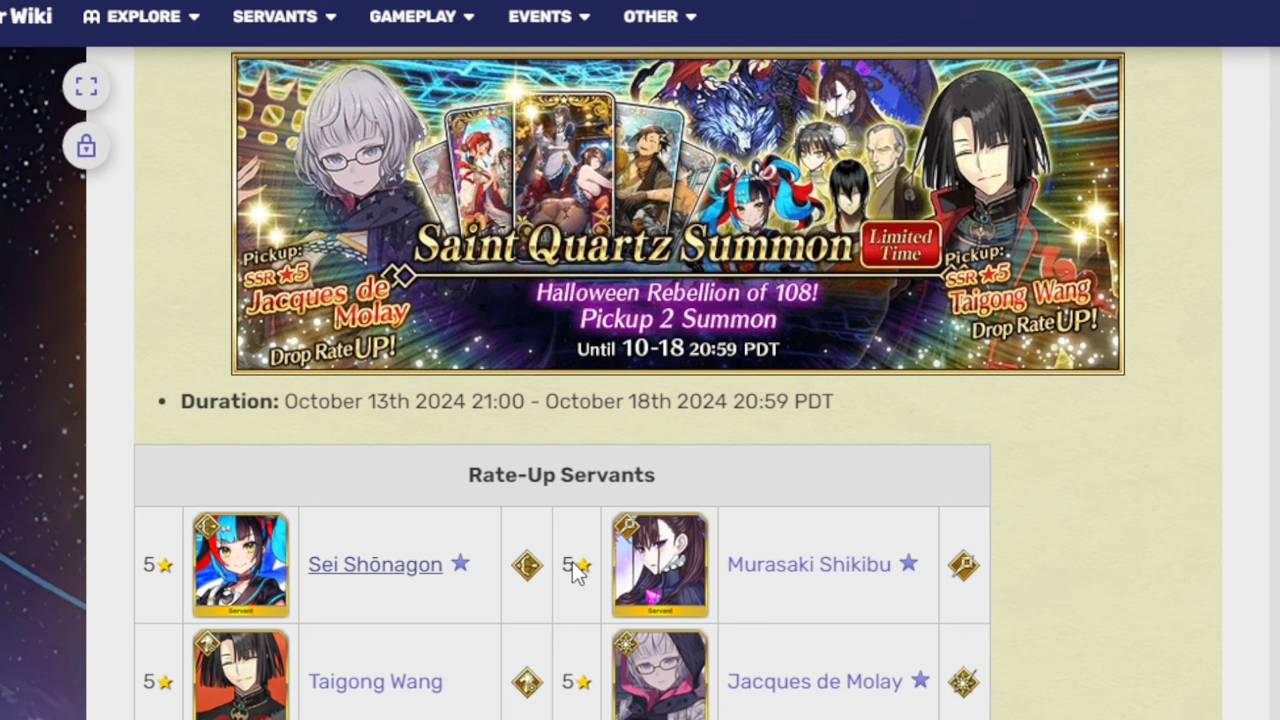 r Wiki
EXPLORE
SERVANTS
GAMEPLAY
EVENTS
OTHER
Saint Quartz Summon
Limited
Time
Pickup:
SSR ★5
Jacques de
Molay
Drop Rate UP!
Pickup:
SSR ★5
Taigong Wang
Drop Rate UP!
Halloween Rebellion of 108!
Pickup 2 Summon
Until 10-18 20:59 PDT
• Duration: October 13th 2024 21:00 - October 18th 2024 20:59 PDT
Rate-Up Servants
5★ Servant Sei Shōnagon ★ 5★ Servant Murasaki Shikibu ★
5★ Taigong Wang 5★ Jacques de Molay ★